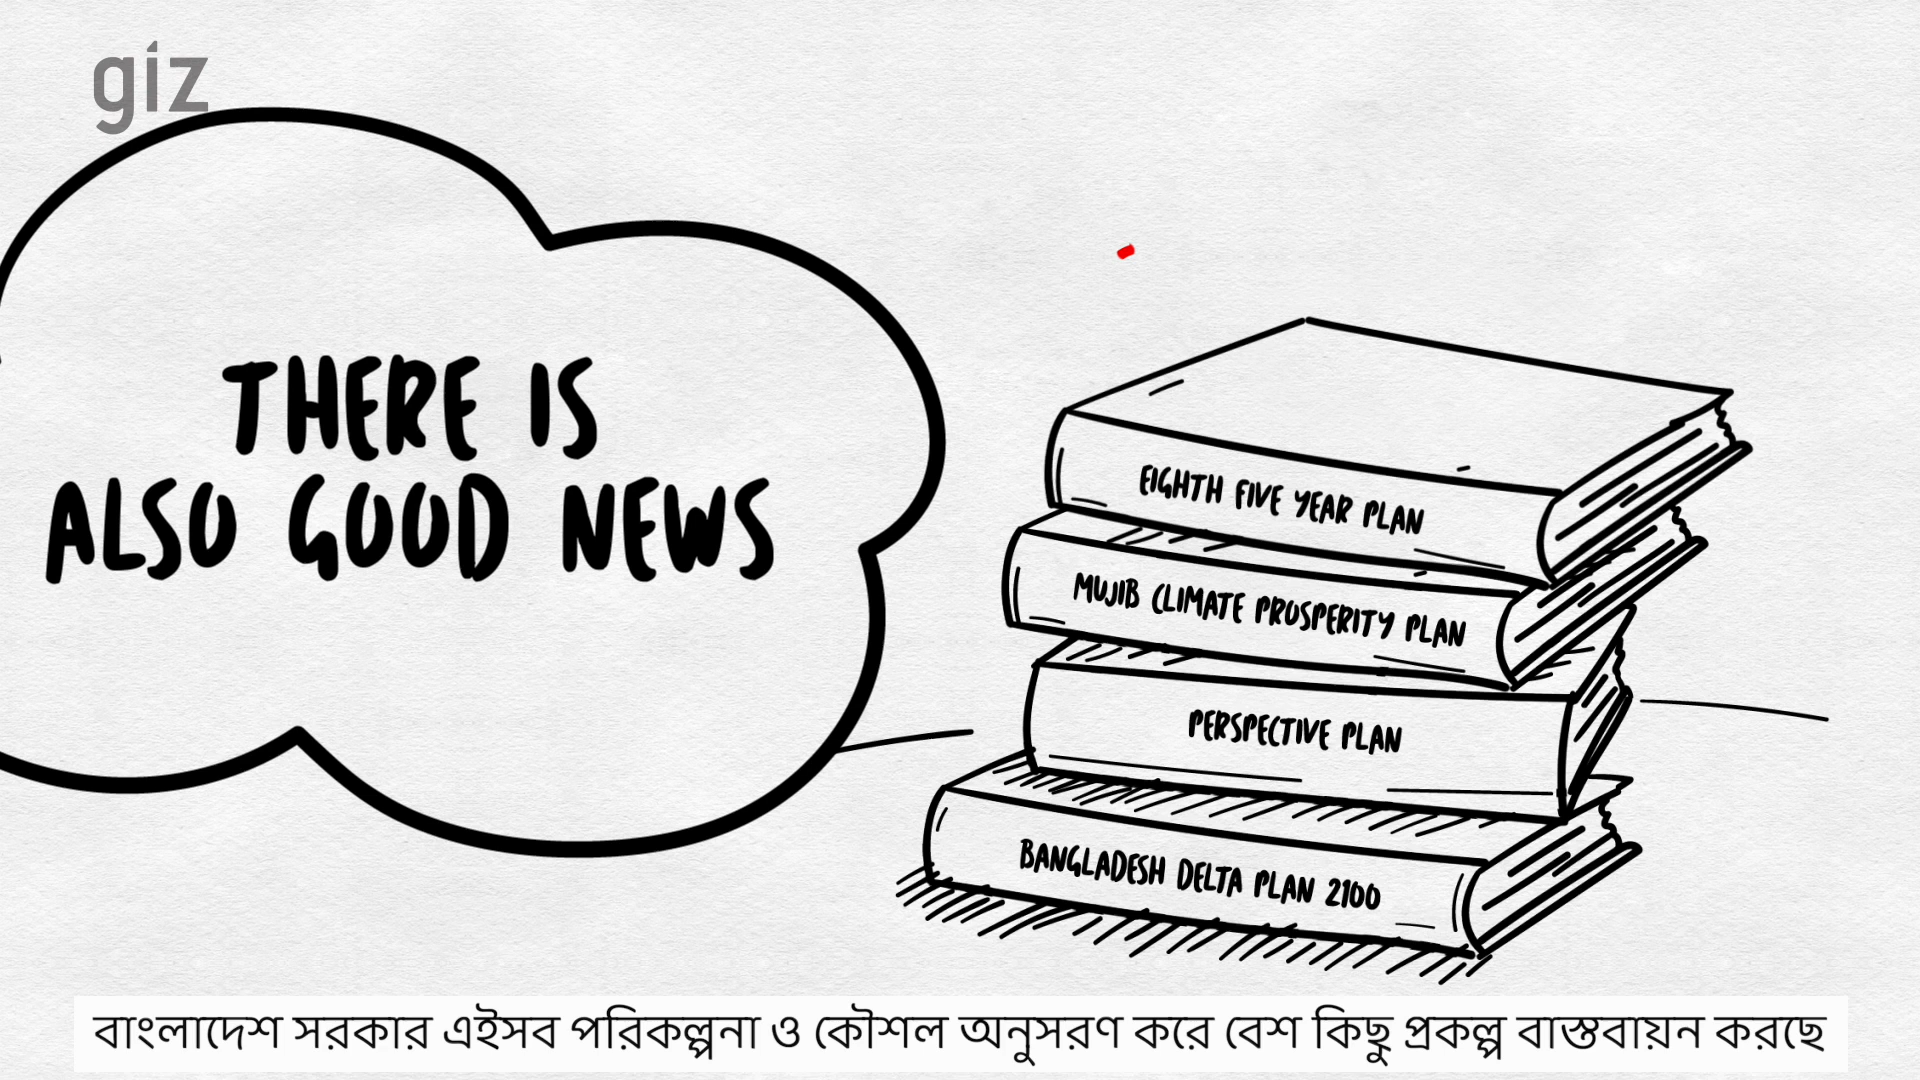 giz
THERE IS
ALSO GOOD NEWS
EIGHTH FIVE YEAR PLAN
MUJIB CLIMATE PROSPERITY PLAN
PERSPECTIVE PLAN
BANGLADESH DELTA PLAN 2100
বাংলাদেশ সরকার এইসব পরিকল্পনা ও কৌশল অনুসরণ করে বেশ কিছু প্রকল্প বাস্তবায়ন করছে